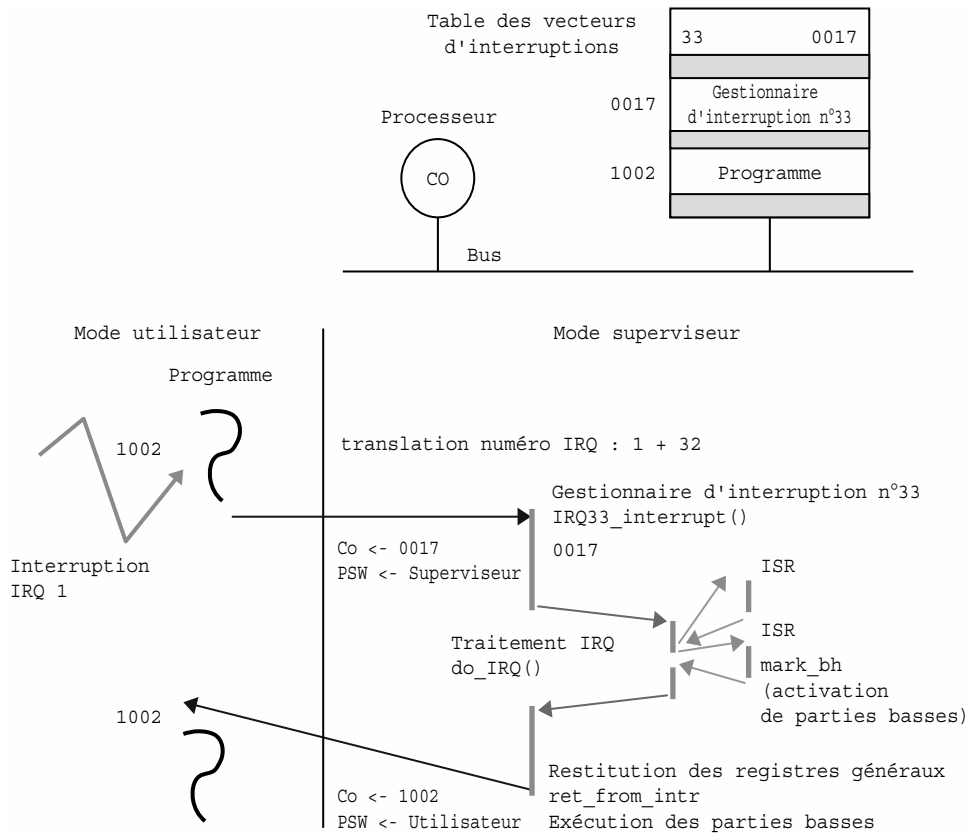 Table des vecteurs
d'interruptions
33 0017
0017
Gestionnaire
d'interruption n°33
Processeur
CO
1002
Programme
Bus
Mode utilisateur
Mode superviseur
Programme
1002
translation numéro IRQ : 1 + 32
Gestionnaire d'interruption n°33
IRQ33_interrupt()
Interruption
IRQ 1
Co <- 0017
PSW <- Superviseur
0017
ISR
ISR
Traitement IRQ
do_IRQ()
mark_bh
(activation
de parties basses)
1002
Restitution des registres généraux
ret_from_intr
Exécution des parties basses
Co <- 1002
PSW <- Utilisateur